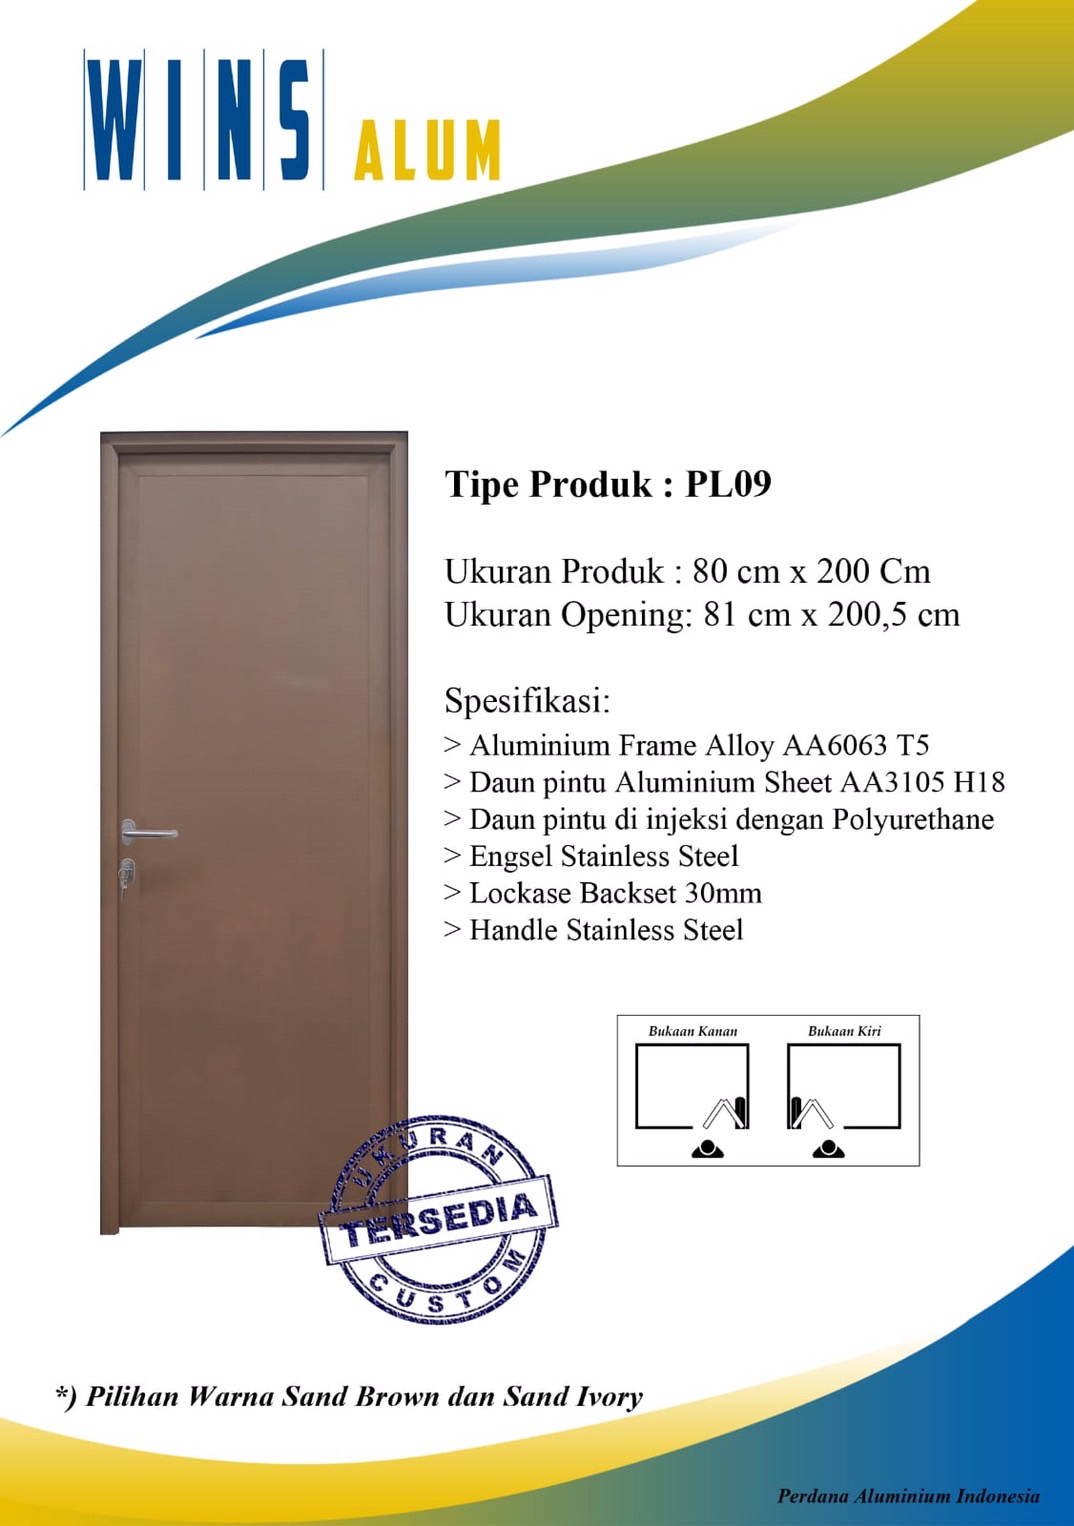 WINS ALUM
Tipe Produk : PL09
Ukuran Produk : 80 cm x 200 Cm
Ukuran Opening: 81 cm x 200,5 cm
Spesifikasi:
> Aluminium Frame Alloy AA6063 T5
> Daun pintu Aluminium Sheet AA3105 H18
> Daun pintu di injeksi dengan Polyurethane
> Engsel Stainless Steel
> Lockase Backset 30mm
> Handle Stainless Steel
Bukaan Kanan
Bukaan Kiri
UKURAN
TERSEDIA
CUSTOM
*) Pilihan Warna Sand Brown dan Sand Ivory
Perdana Aluminium Indonesia